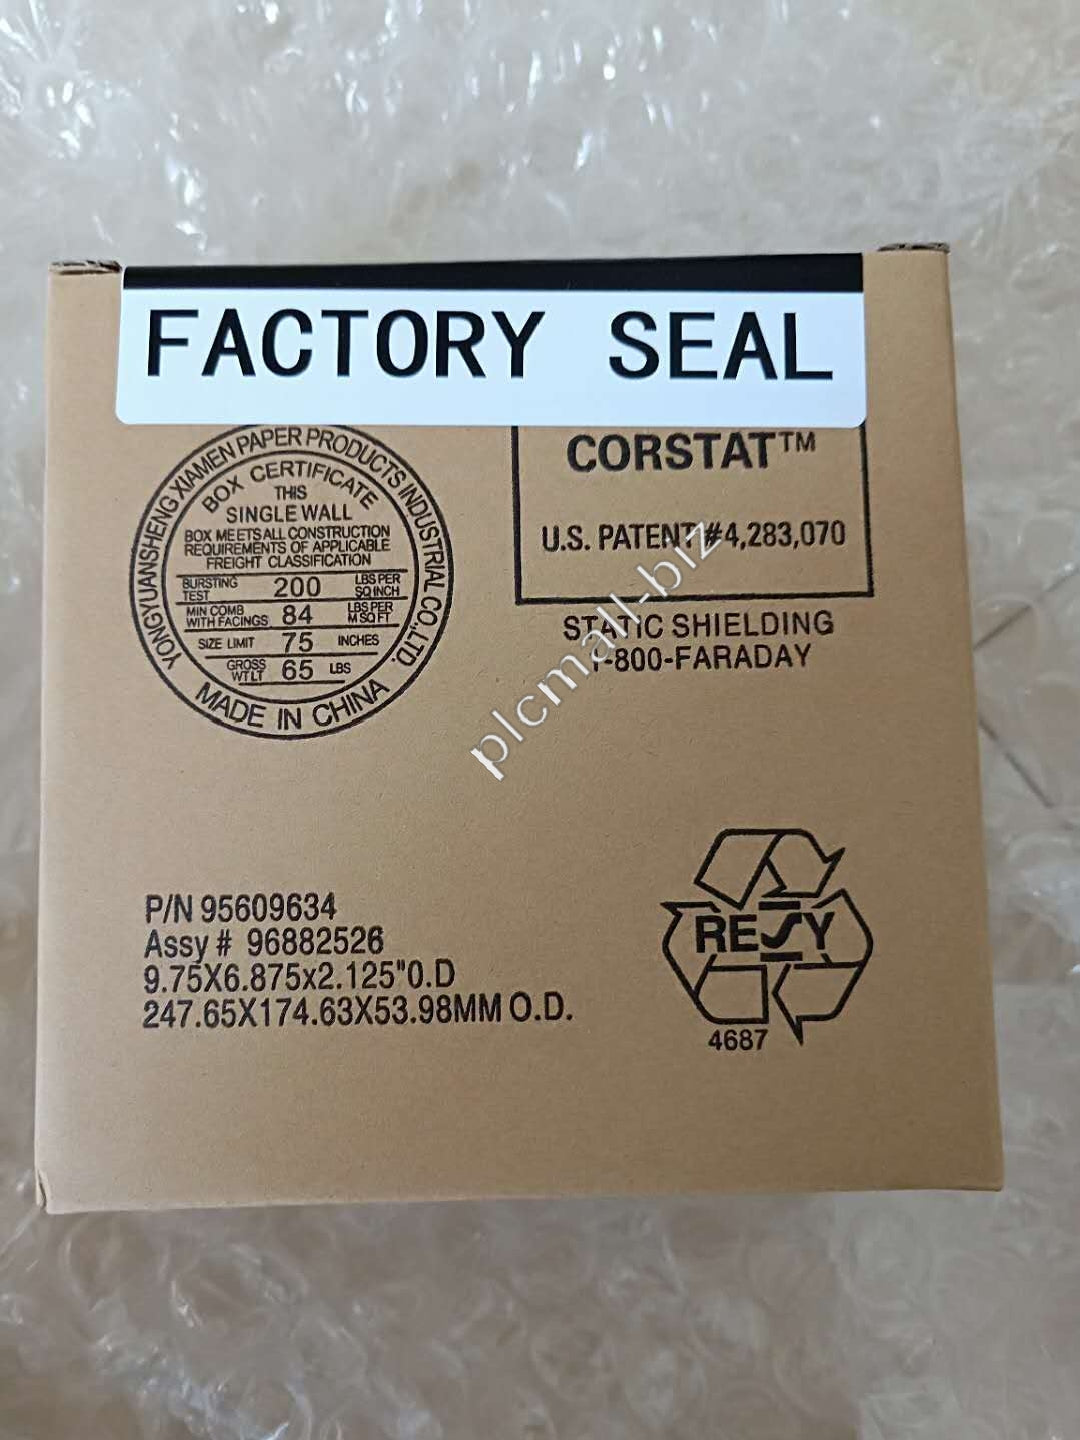 FACTORY SEAL
CORSTAT™
U.S. PATENT #4,283,070
STATIC SHIELDING
1-800-FARADAY
YONGYUANSHENG XIAMEN PAPER PRODUCTS INDUSTRIAL CO.,LTD.
BOX CERTIFICATE
THIS
SINGLE WALL
BOX MEETS ALL CONSTRUCTION
REQUIREMENTS OF APPLICABLE
FREIGHT CLASSIFICATION
BURSTING TEST 200 LBS PER SQ INCH
MIN COMB WITH FACINGS 84 LBS PER M SQ FT
SIZE LIMIT 75 INCHES
GROSS WT LT 65 LBS
MADE IN CHINA
plcmall-biz
P/N 95609634
Assy # 96882526
9.75X6.875x2.125"O.D
247.65X174.63X53.98MM O.D.
RESY
4687